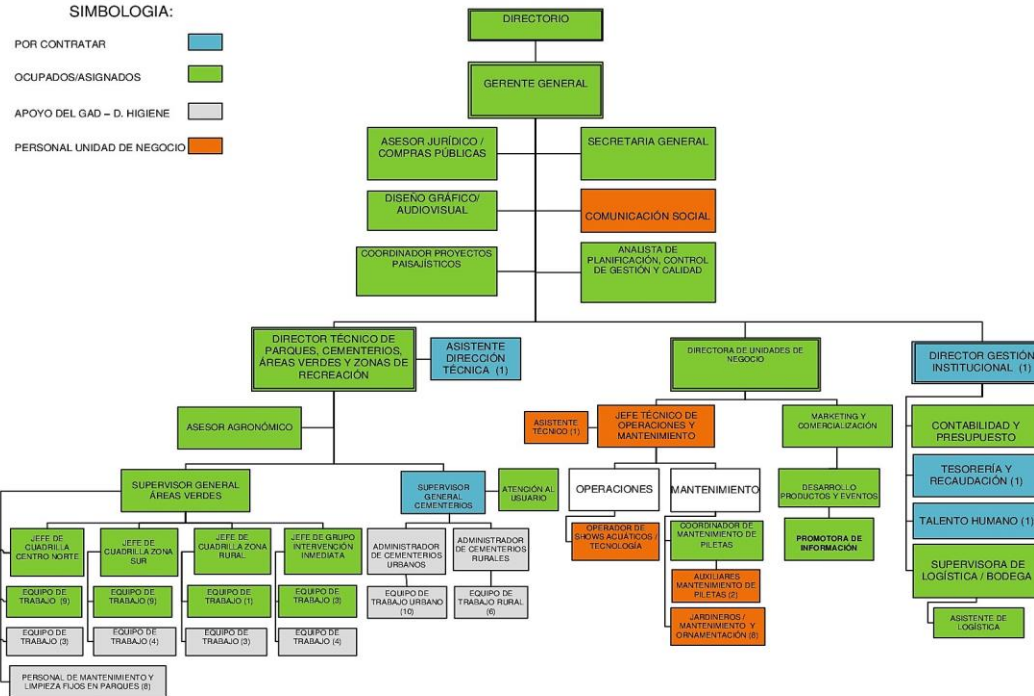 SIMBOLOGIA:
POR CONTRATAR
OCUPADOS/ASIGNADOS
APOYO DEL GAD – D. HIGIENE
PERSONAL UNIDAD DE NEGOCIO
DIRECTORIO
GERENTE GENERAL
ASESOR JURÍDICO /
COMPRAS PÚBLICAS
SECRETARIA GENERAL
DISEÑO GRÁFICO/
AUDIOVISUAL
COMUNICACIÓN SOCIAL
COORDINADOR PROYECTOS
PAISAJÍSTICOS
ANALISTA DE
PLANIFICACIÓN, CONTROL
DE GESTIÓN Y CALIDAD
DIRECTOR TÉCNICO DE
PARQUES, CEMENTERIOS,
ÁREAS VERDES Y ZONAS DE
RECREACIÓN
ASISTENTE
DIRECCIÓN
TÉCNICA (1)
DIRECTORA DE UNIDADES DE
NEGOCIO
DIRECTOR GESTIÓN
INSTITUCIONAL (1)
ASESOR AGRONÓMICO
ASISTENTE
TÉCNICO (1)
JEFE TÉCNICO DE
OPERACIONES Y
MANTENIMIENTO
MARKETING Y
COMERCIALIZACIÓN
CONTABILIDAD Y
PRESUPUESTO
SUPERVISOR GENERAL
ÁREAS VERDES
SUPERVISOR
GENERAL
CEMENTERIOS
ATENCIÓN AL
USUARIO
OPERACIONES
MANTENIMIENTO
DESARROLLO
PRODUCTOS Y EVENTOS
TESORERÍA Y
RECAUDACIÓN (1)
JEFE DE
CUADRILLA
CENTRO NORTE
JEFE DE
CUADRILLA ZONA
SUR
JEFE DE
CUADRILLA ZONA
RURAL
JEFE DE GRUPO
INTERVENCIÓN
INMEDIATA
ADMINISTRADOR
DE CEMENTERIOS
URBANOS
ADMINISTRADOR
DE CEMENTERIOS
RURALES
OPERADOR DE
SHOWS ACUÁTICOS /
TECNOLOGÍA
COORDINADOR DE
MANTENIMIENTO DE
PILETAS
PROMOTORA DE
INFORMACIÓN
TALENTO HUMANO (1)
SUPERVISORA DE
LOGÍSTICA / BODEGA
EQUIPO DE
TRABAJO (9)
EQUIPO DE
TRABAJO (9)
EQUIPO DE
TRABAJO (1)
EQUIPO DE
TRABAJO (3)
EQUIPO DE
TRABAJO URBANO
(10)
EQUIPO DE
TRABAJO RURAL
(6)
AUXILIARES
MANTENIMIENTO DE
PILETAS (2)
JARDINEROS /
MANTENIMIENTO Y
ORNAMENTACIÓN (8)
ASISTENTE DE
LOGÍSTICA
EQUIPO DE
TRABAJO (3)
EQUIPO DE
TRABAJO (4)
EQUIPO DE
TRABAJO (3)
EQUIPO DE
TRABAJO (4)
PERSONAL DE MANTENIMIENTO Y
LIMPIEZA FIJOS EN PARQUES (8)